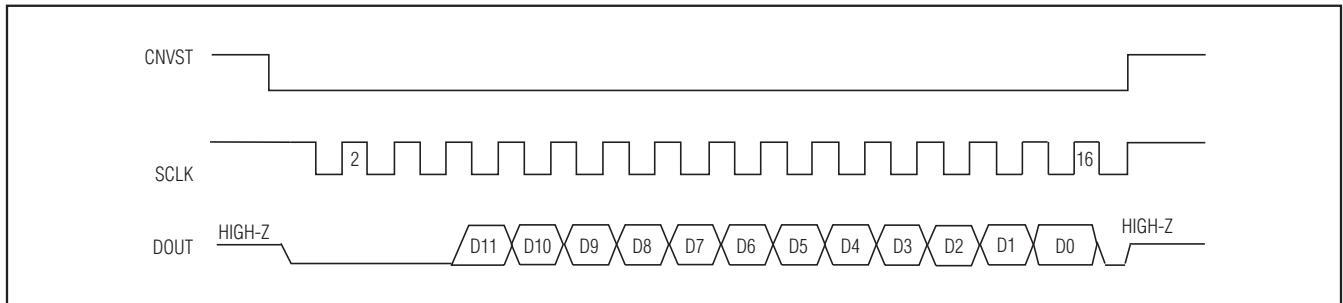 CNVST
SCLK
2
16
DOUT
HIGH-Z
D11
D10
D9
D8
D7
D6
D5
D4
D3
D2
D1
D0
HIGH-Z